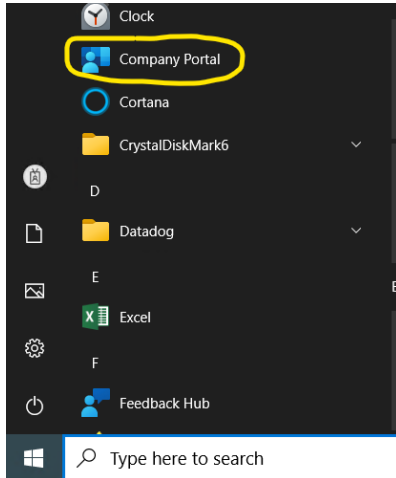 Clock
Company Portal
Cortana
CrystalDiskMark6
D
Datadog
E
Excel
F
Feedback Hub
Type here to search